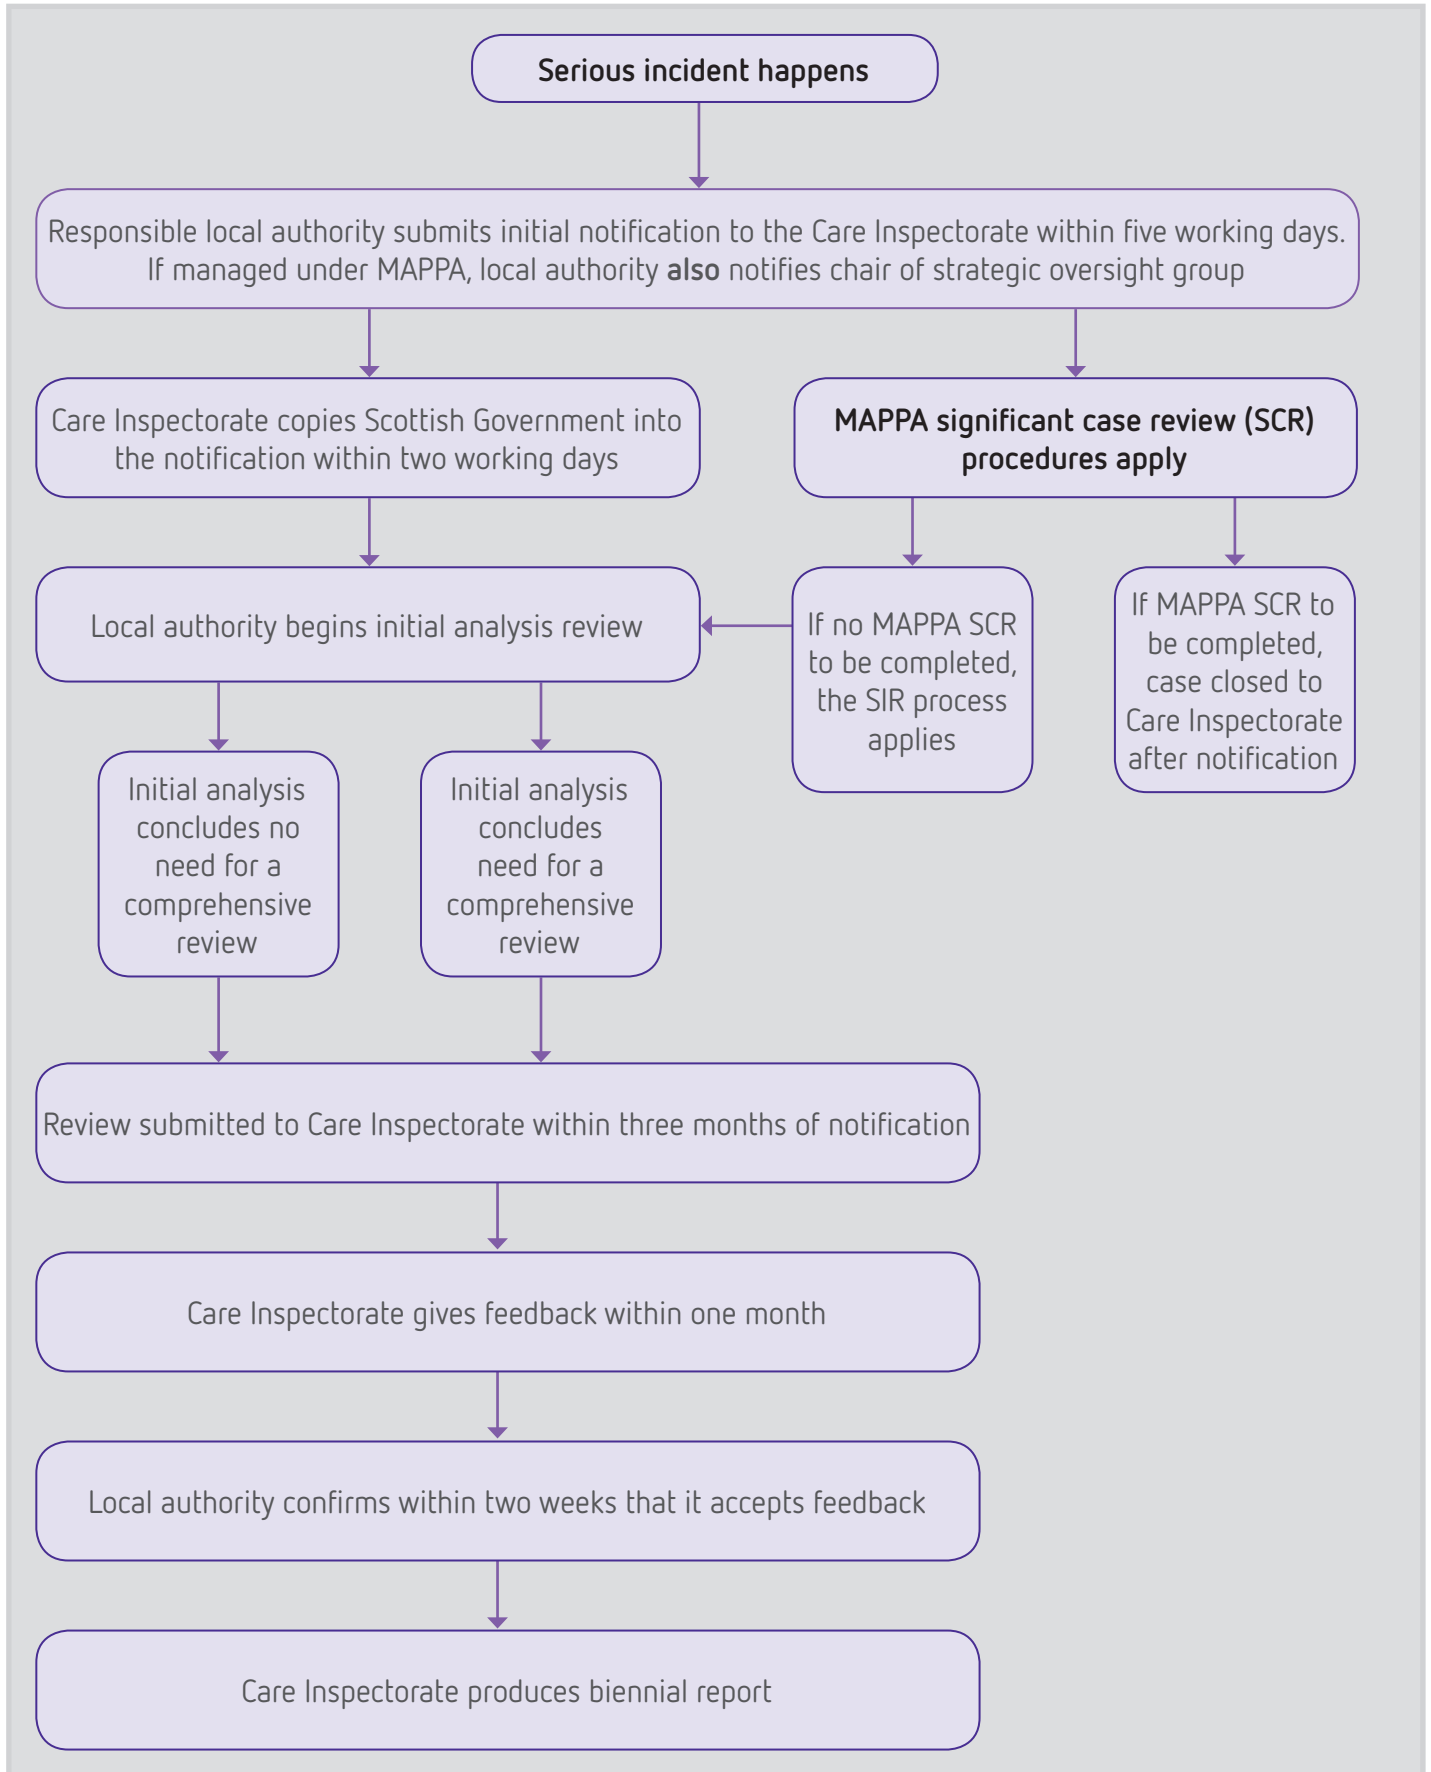 Serious incident happens
Responsible local authority submits initial notification to the Care Inspectorate within five working days.
If managed under MAPPA, local authority also notifies chair of strategic oversight group
Care Inspectorate copies Scottish Government into
the notification within two working days
MAPPA significant case review (SCR)
procedures apply
Local authority begins initial analysis review
If no MAPPA SCR
to be completed,
the SIR process
applies
If MAPPA SCR to
be completed,
case closed to
Care Inspectorate
after notification
Initial analysis
concludes no
need for a
comprehensive
review
Initial analysis
concludes
need for a
comprehensive
review
Review submitted to Care Inspectorate within three months of notification
Care Inspectorate gives feedback within one month
Local authority confirms within two weeks that it accepts feedback
Care Inspectorate produces biennial report